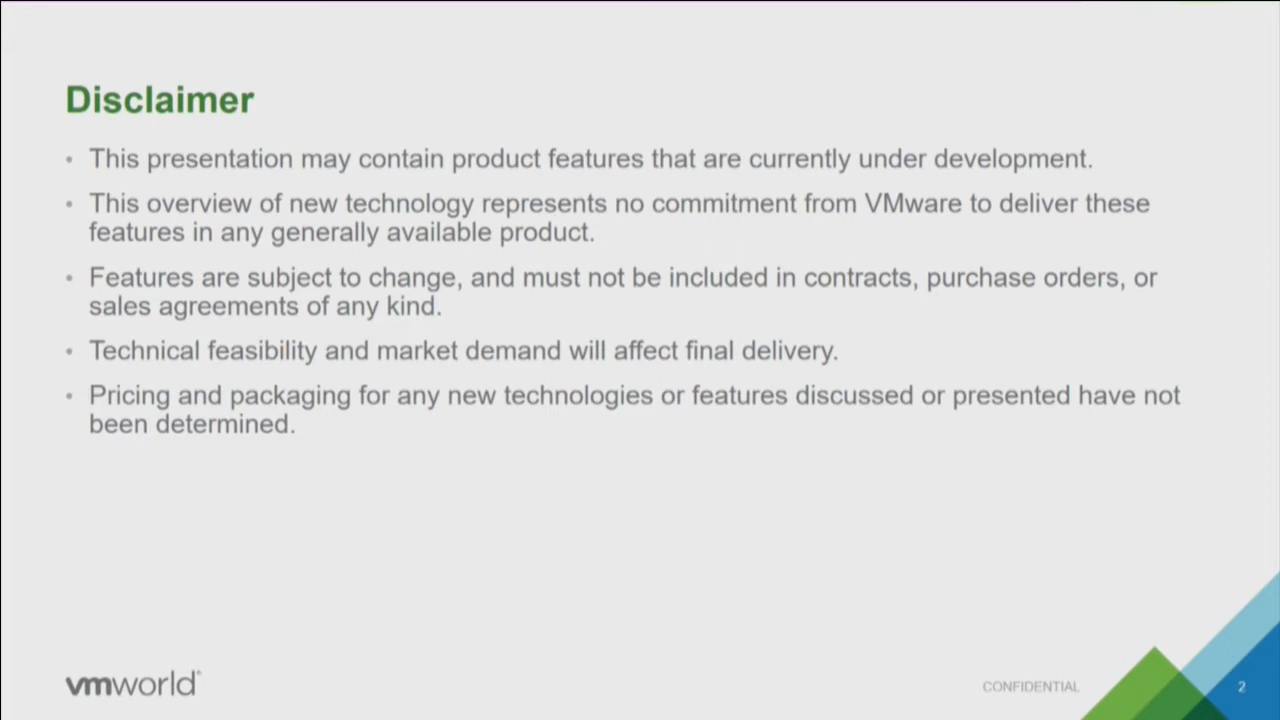 Disclaimer
• This presentation may contain product features that are currently under development.
• This overview of new technology represents no commitment from VMware to deliver these
features in any generally available product.
• Features are subject to change, and must not be included in contracts, purchase orders, or
sales agreements of any kind.
• Technical feasibility and market demand will affect final delivery.
• Pricing and packaging for any new technologies or features discussed or presented have not
been determined.
vmworld®
CONFIDENTIAL
2